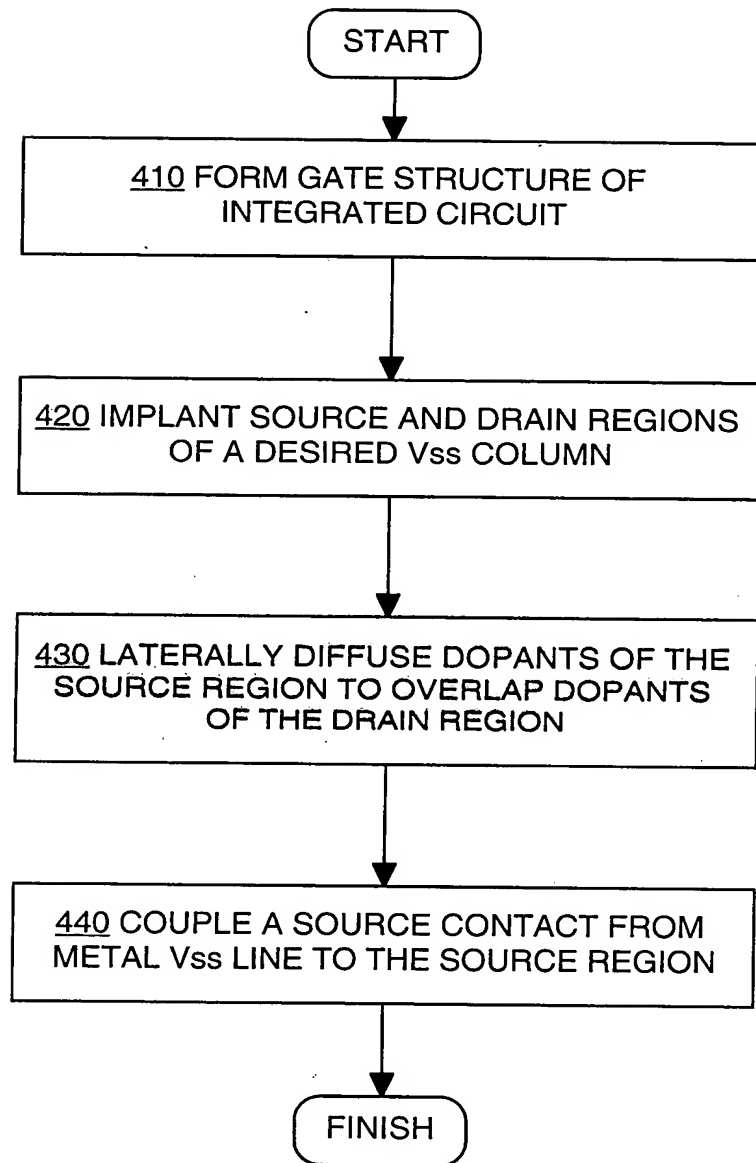 START
410 FORM GATE STRUCTURE OF
INTEGRATED CIRCUIT
420 IMPLANT SOURCE AND DRAIN REGIONS
OF A DESIRED Vss COLUMN
430 LATERALLY DIFFUSE DOPANTS OF THE
SOURCE REGION TO OVERLAP DOPANTS
OF THE DRAIN REGION
440 COUPLE A SOURCE CONTACT FROM
METAL Vss LINE TO THE SOURCE REGION
FINISH